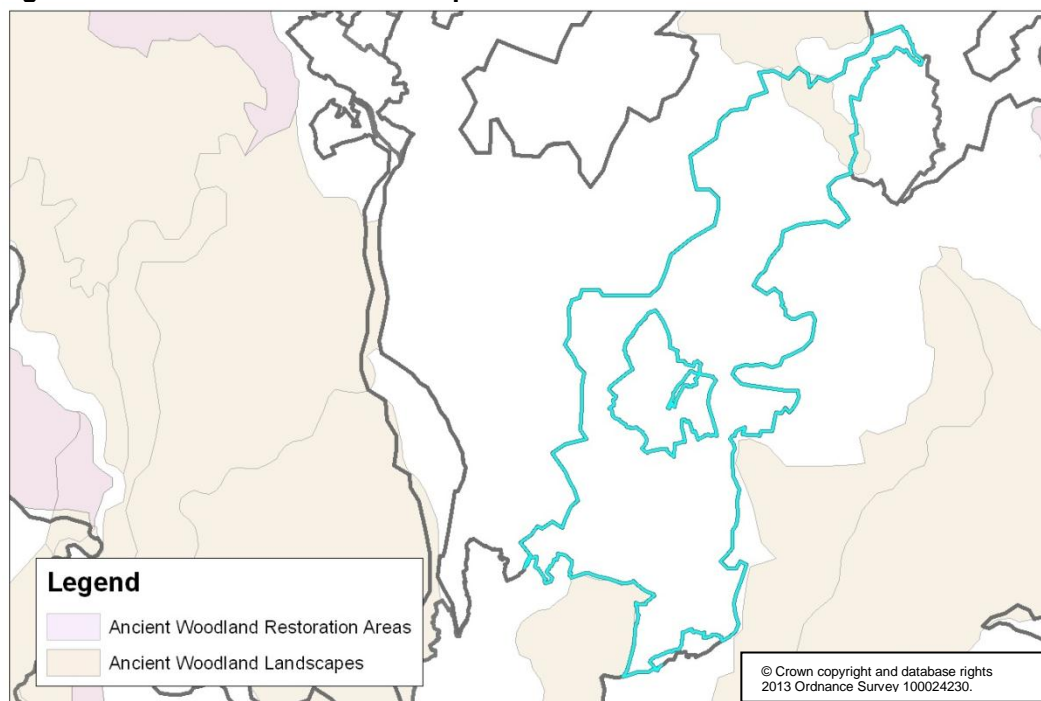 Legend
Ancient Woodland Restoration Areas
Ancient Woodland Landscapes
© Crown copyright and database rights
2013 Ordnance Survey 100024230.